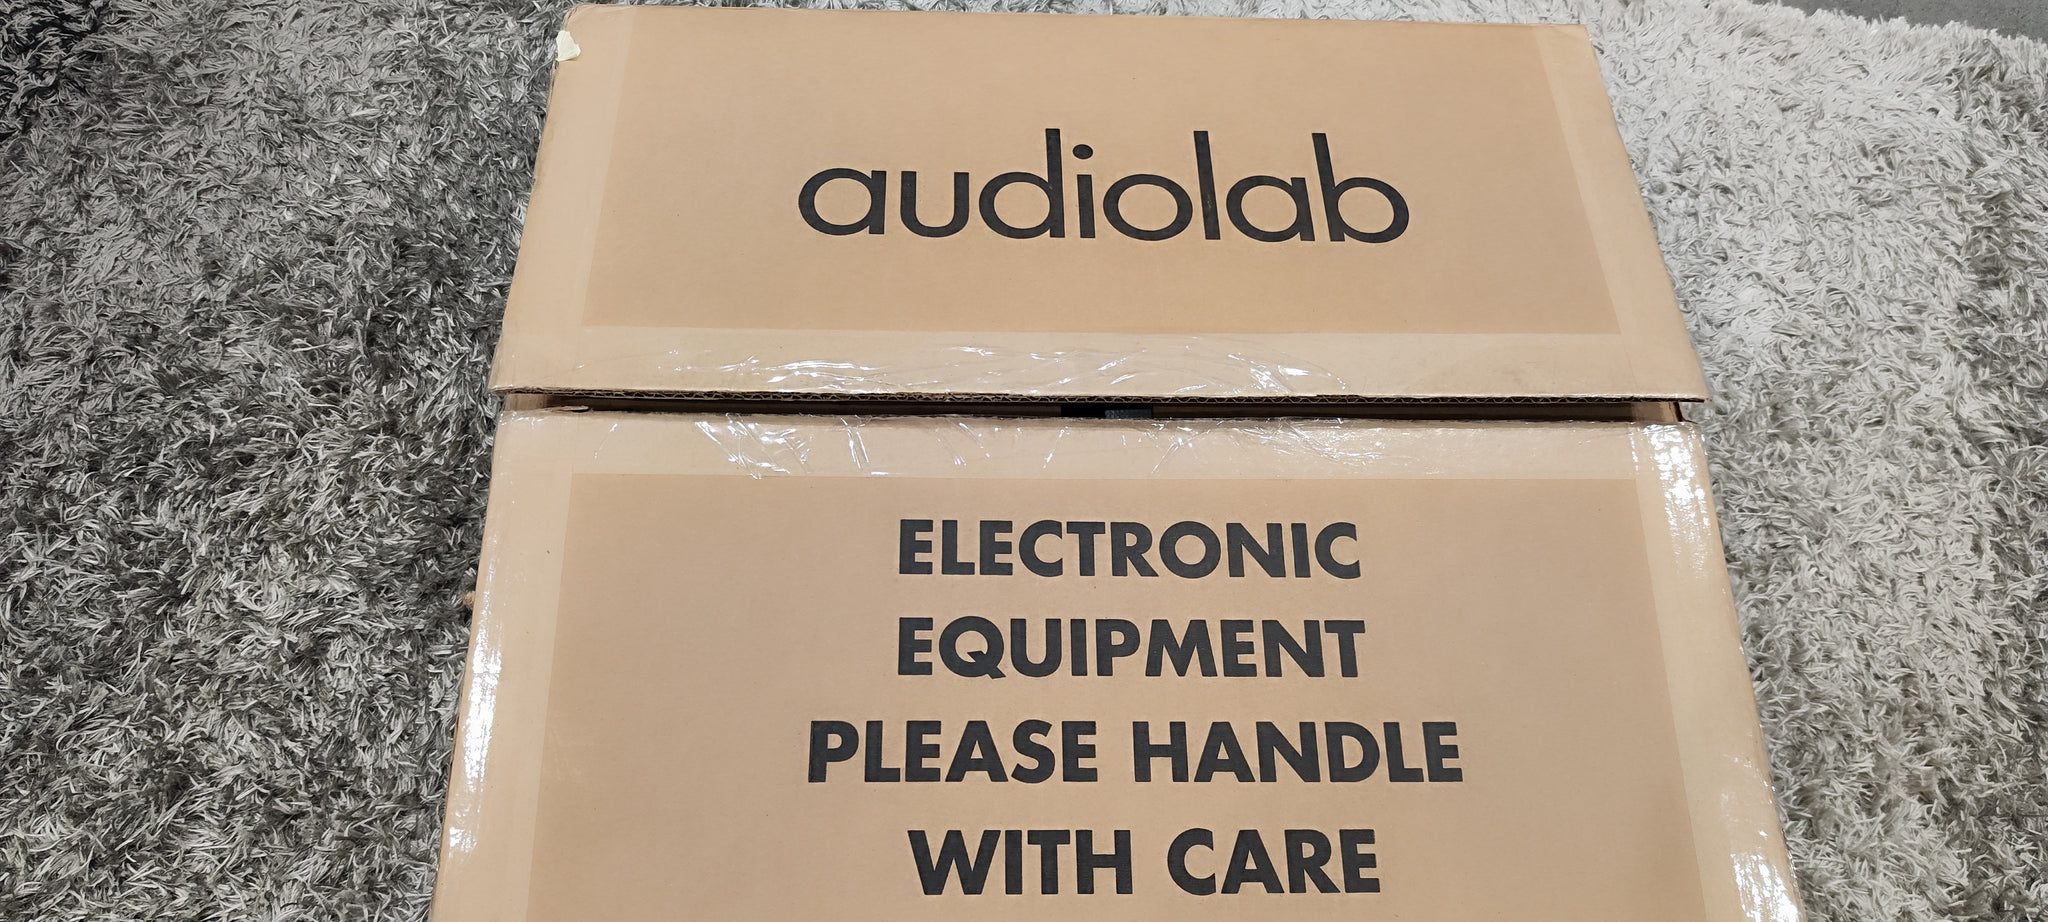 audiolab
ELECTRONIC
EQUIPMENT
PLEASE HANDLE
WITH CARE